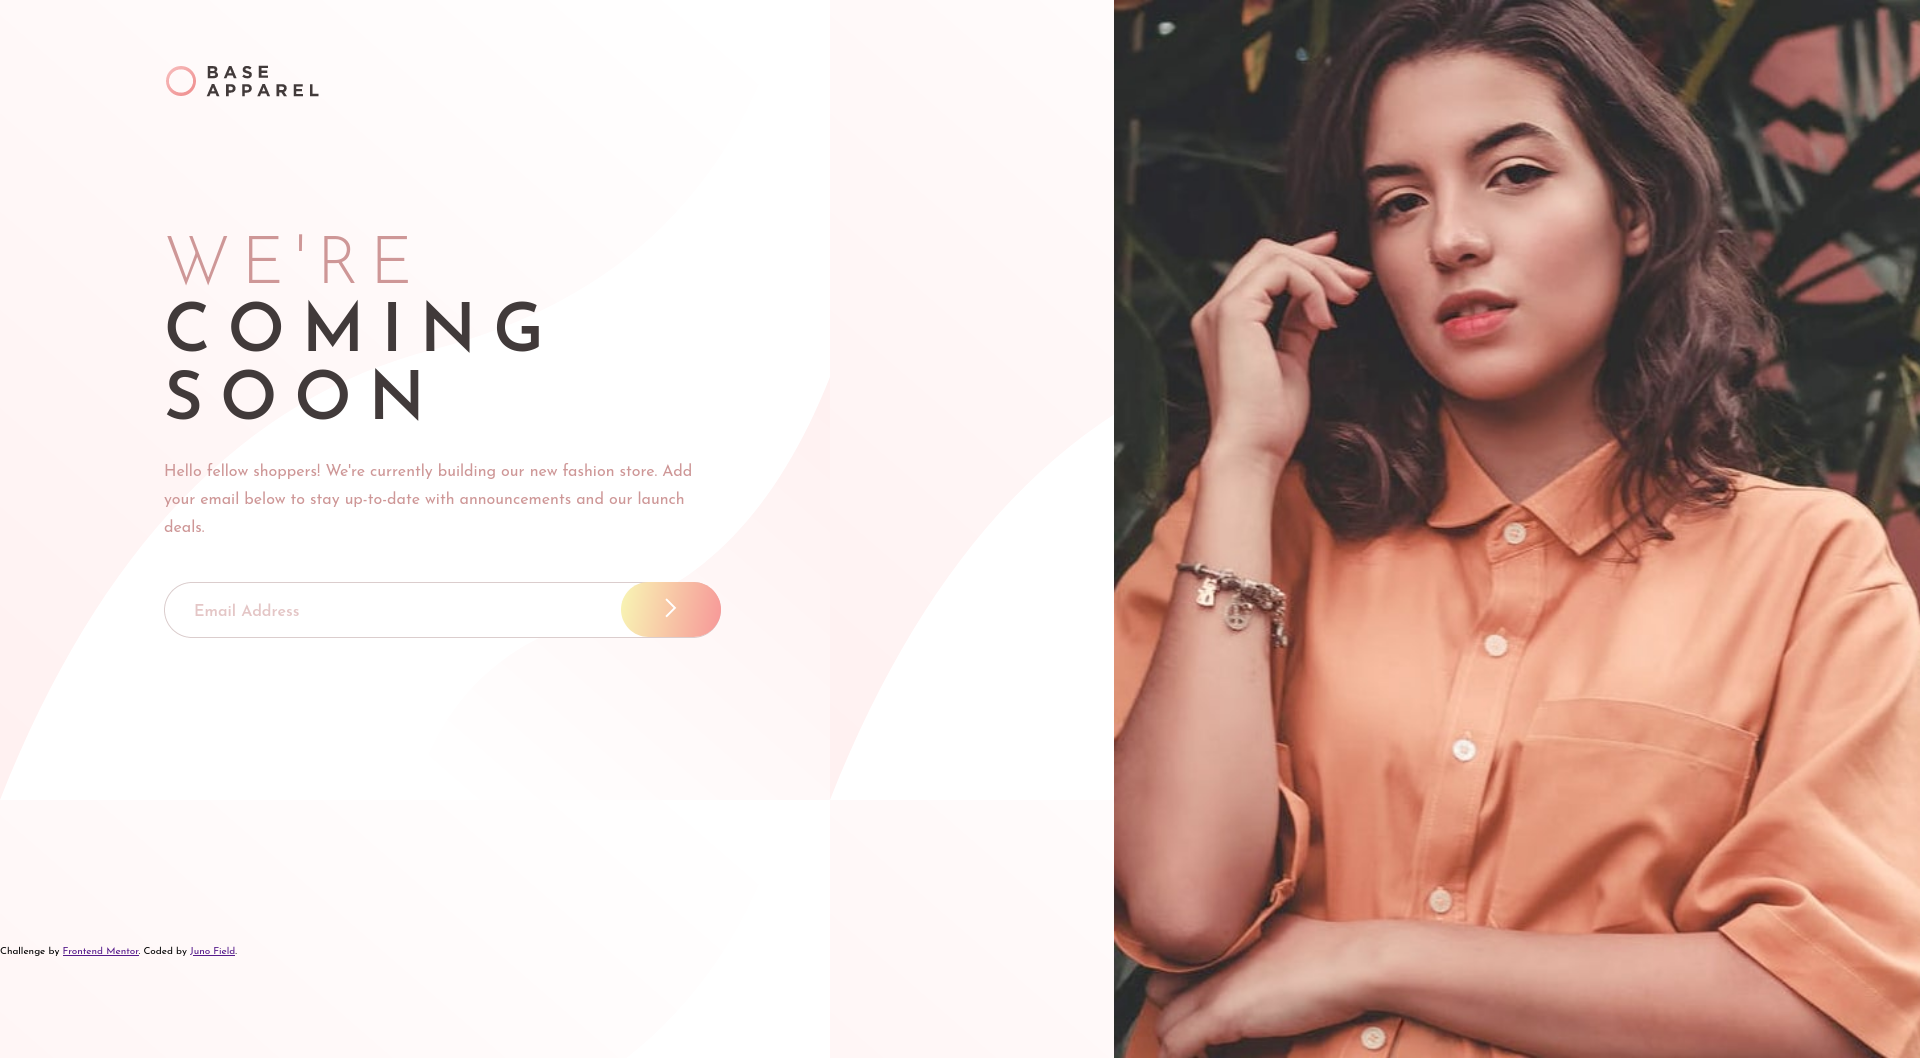 BASE
APPAREL
WE'RE
COMING
SOON
Hello fellow shoppers! We're currently building our new fashion store. Add
your email below to stay up-to-date with announcements and our launch
deals.
Email Address
Challenge by Frontend Mentor. Coded by Juno Field.